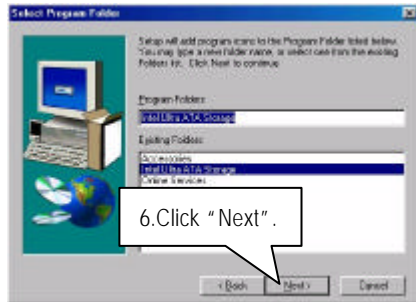 Select Program Folder
Setup will add program icons to the Program Folder listed below.
You may type a new folder name, or select one from the existing
Folders list. Click Next to continue.
Program Folders:
Intel Ultra ATA Storage
Existing Folders:
Accessories
Intel Ultra ATA Storage
Online Services
6.Click “Next”.
< Back
Next >
Cancel